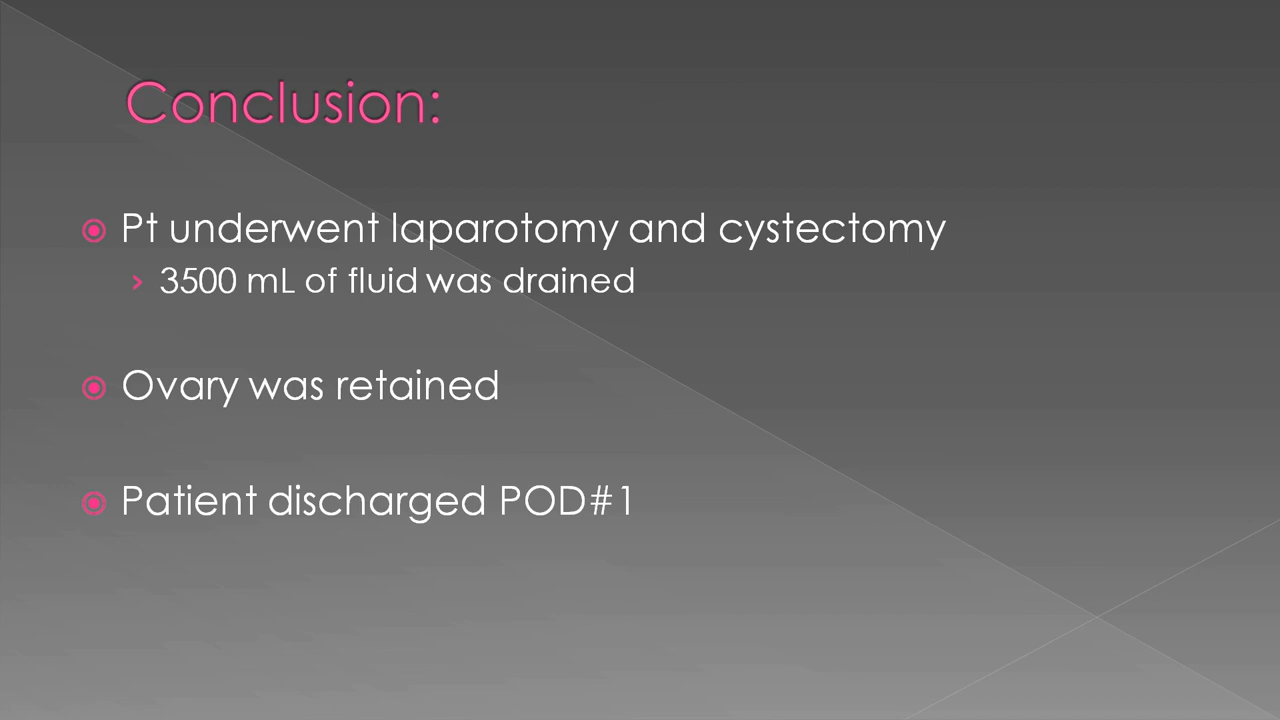 Conclusion:
Pt underwent laparotomy and cystectomy
3500 mL of fluid was drained
Ovary was retained
Patient discharged POD#1